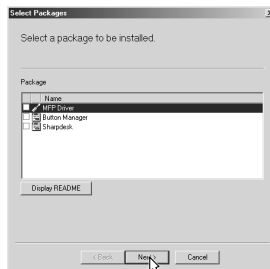 Select Packages
Select a package to be installed.
Package
Name
MFP Driver
Button Manager
Sharpdesk
Display README
< Back
Next >
Cancel